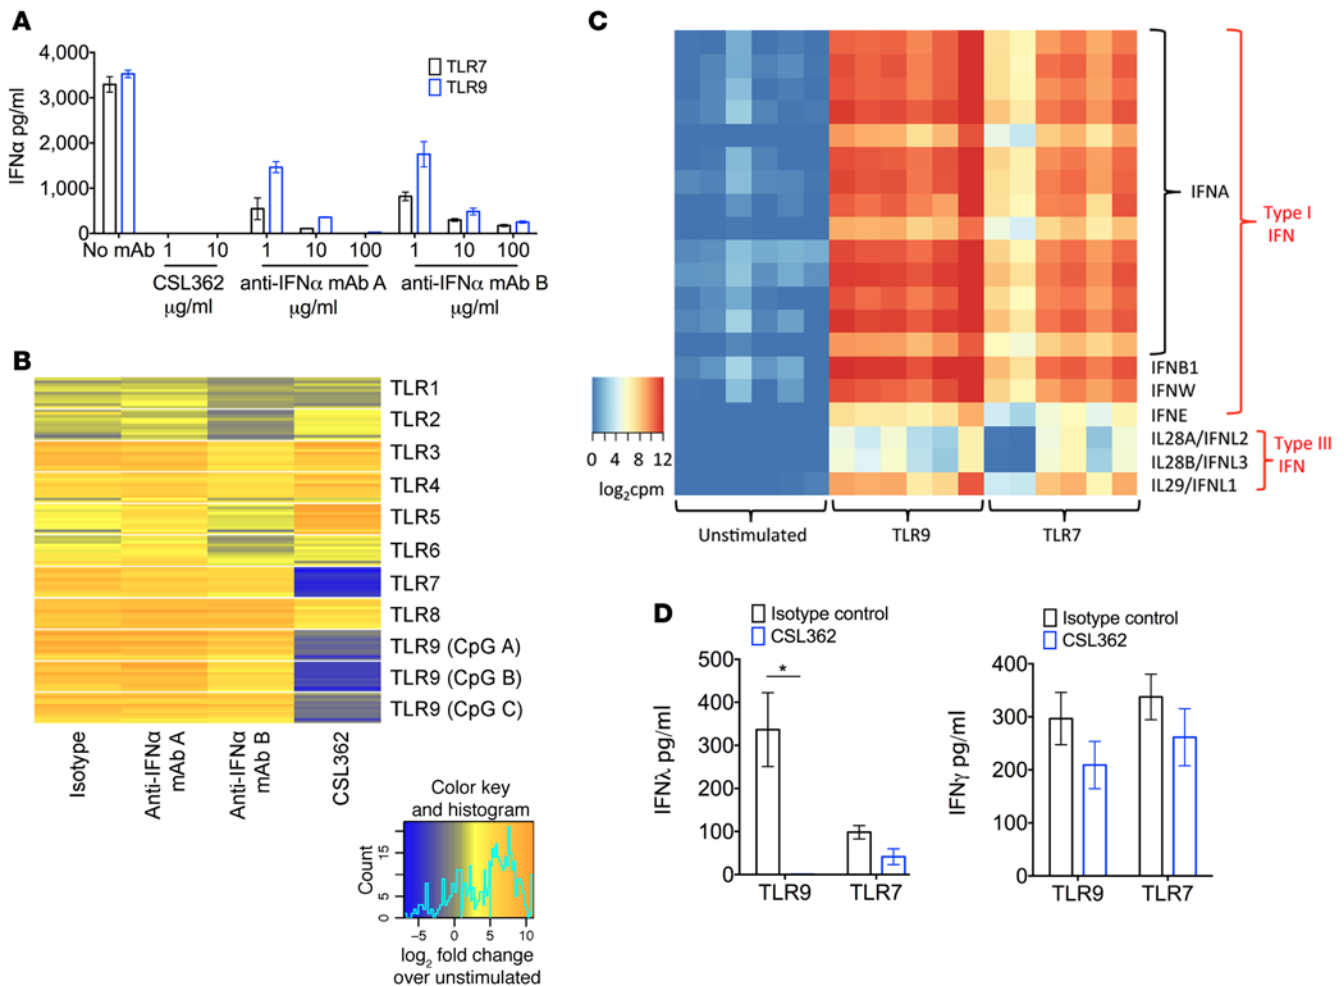 A
IFNα pg/ml
4,000
3,000
2,000
1,000
0
TLR7
TLR9
No mAb
1 10
1 10 100
1 10 100
CSL362
μg/ml
anti-IFNα mAb A
μg/ml
anti-IFNα mAb B
μg/ml
B
TLR1
TLR2
TLR3
TLR4
TLR5
TLR6
TLR7
TLR8
TLR9 (CpG A)
TLR9 (CpG B)
TLR9 (CpG C)
Isotype
Anti-IFNα
mAb A
Anti-IFNα
mAb B
CSL362
Color key
and histogram
Count
15
5
0
−5 0 5 10
log₂ fold change
over unstimulated
C
0 4 8 12
log₂cpm
IFNA
IFNB1
IFNW
IFNE
IL28A/IFNL2
IL28B/IFNL3
IL29/IFNL1
Type I
IFN
Type III
IFN
Unstimulated
TLR9
TLR7
D
Isotype control
CSL362
IFNλ pg/ml
500
400
300
200
100
0
*
TLR9
TLR7
Isotype control
CSL362
IFNγ pg/ml
400
300
200
100
0
TLR9
TLR7